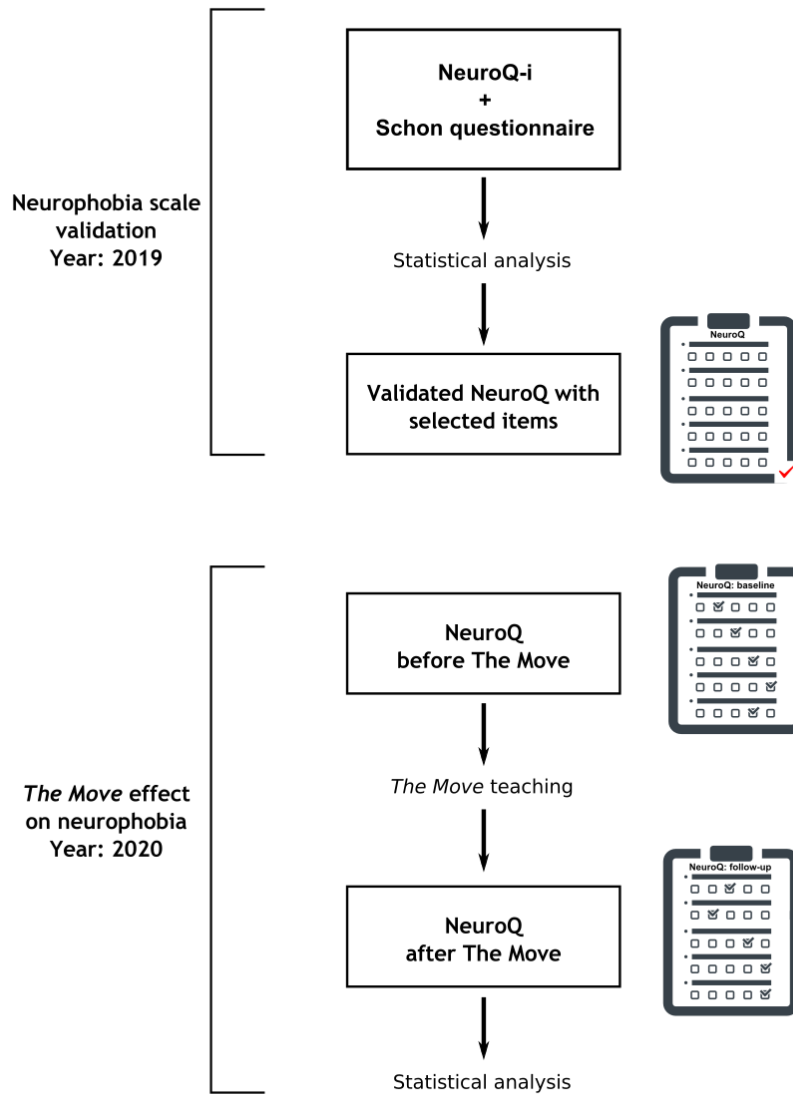 NeuroQ-i
+
Schon questionnaire
Neurophobia scale
validation
Year: 2019
Statistical analysis
NeuroQ
Validated NeuroQ with
selected items
NeuroQ: baseline
NeuroQ
before The Move
The Move teaching
The Move effect
on neurophobia
Year: 2020
NeuroQ: follow-up
NeuroQ
after The Move
Statistical analysis